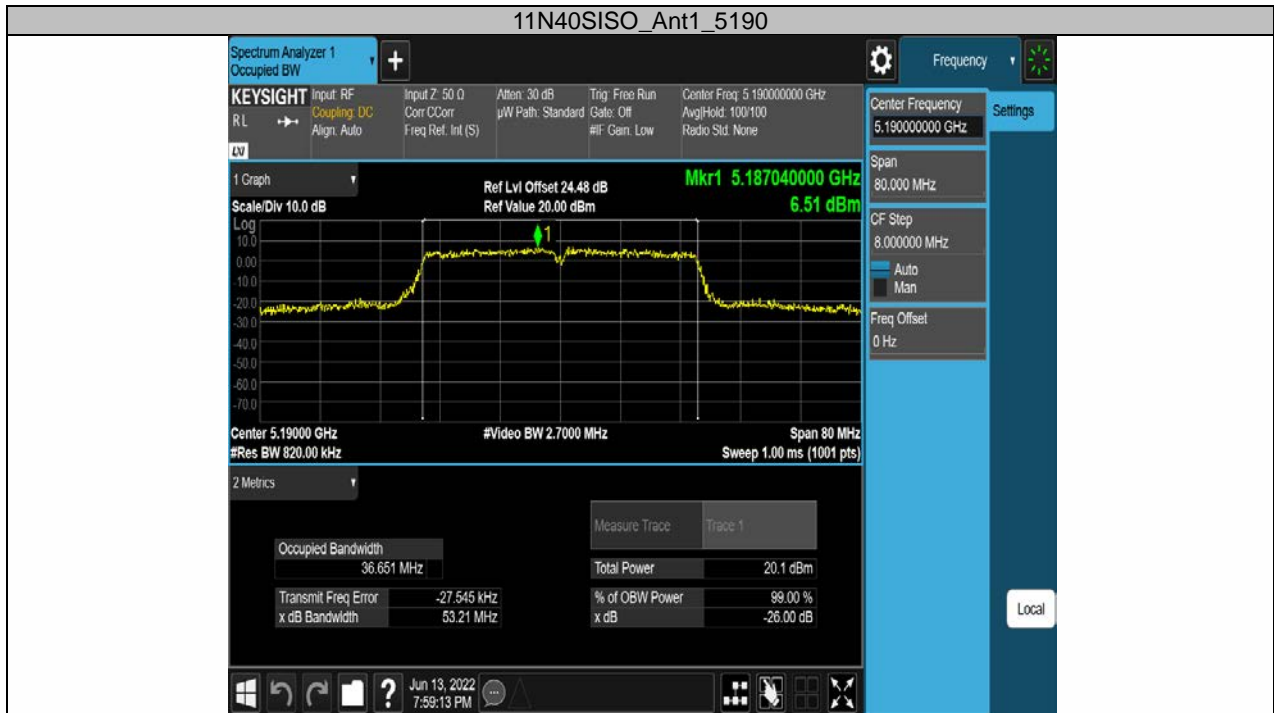 11N40SISO_Ant1_5190
Spectrum Analyzer 1
Occupied BW
Frequency
KEYSIGHT
RL
LXI
Input: RF
Coupling: DC
Align: Auto
Input Z: 50 Ω
Corr CCorr
Freq Ref: Int (S)
Atten: 30 dB
µW Path: Standard
Trig: Free Run
Gate: Off
#IF Gain: Low
Center Freq: 5.190000000 GHz
Avg|Hold: 100/100
Radio Std: None
Center Frequency
5.190000000 GHz
Settings
Span
80.000 MHz
CF Step
8.000000 MHz
Auto
Man
Freq Offset
0 Hz
1 Graph
Scale/Div 10.0 dB
Ref Lvl Offset 24.48 dB
Ref Value 20.00 dBm
Mkr1 5.187040000 GHz
6.51 dBm
Log
10.0
0.00
-10.0
-20.0
-30.0
-40.0
-50.0
-60.0
-70.0
1
Center 5.19000 GHz
#Video BW 2.7000 MHz
Span 80 MHz
#Res BW 820.00 kHz
Sweep 1.00 ms (1001 pts)
2 Metrics
Measure Trace Trace 1
Occupied Bandwidth
36.651 MHz
Total Power 20.1 dBm
Transmit Freq Error -27.545 kHz
% of OBW Power 99.00 %
x dB Bandwidth 53.21 MHz
x dB -26.00 dB
Local
Jun 13, 2022
7:59:13 PM